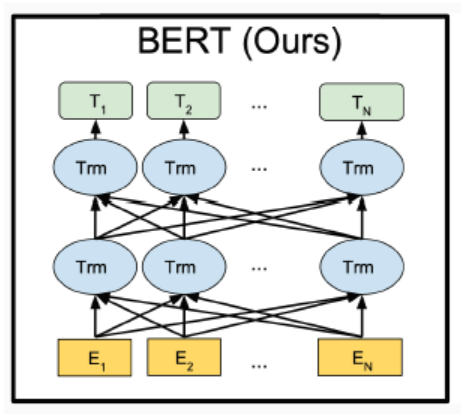 BERT (Ours)
T1 T2 ... TN
Trm Trm ... Trm
Trm Trm ... Trm
E1 E2 ... EN